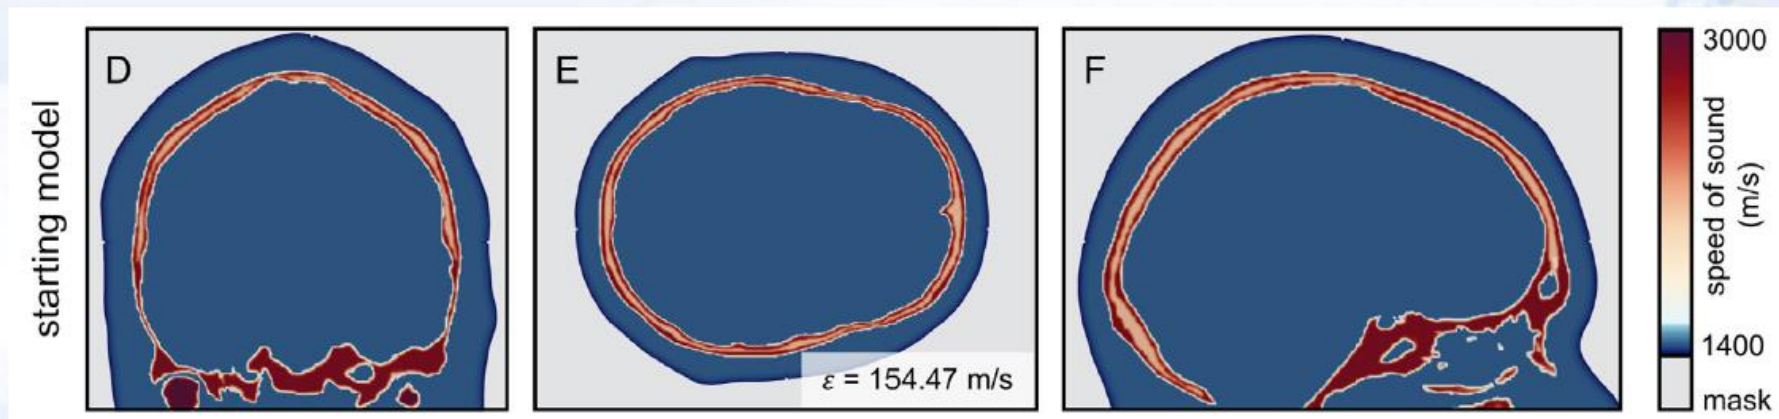 starting model
D
E
ε = 154.47 m/s
F
3000
speed of sound
(m/s)
1400
mask